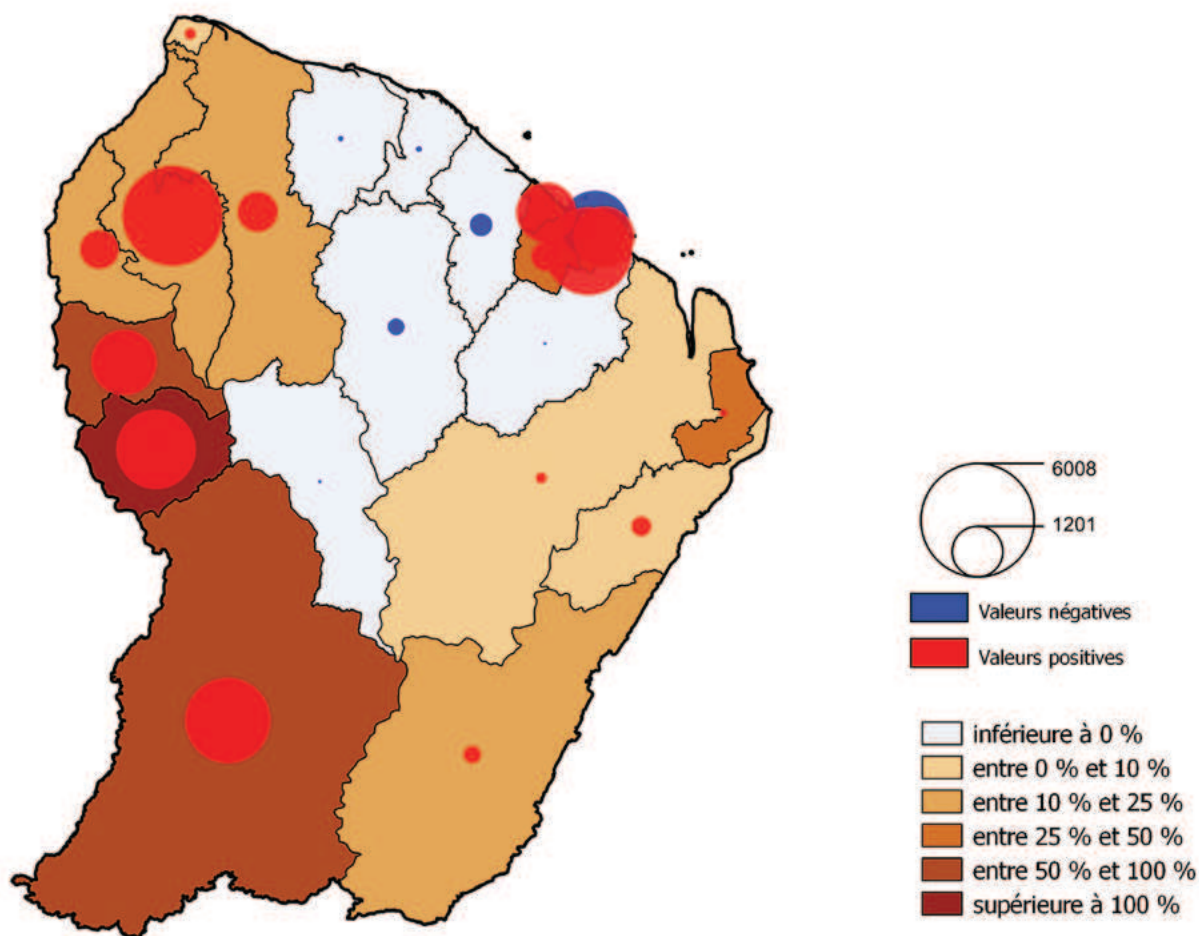 6008
1201
Valeurs négatives
Valeurs positives
inférieure à 0 %
entre 0 % et 10 %
entre 10 % et 25 %
entre 25 % et 50 %
entre 50 % et 100 %
supérieure à 100 %